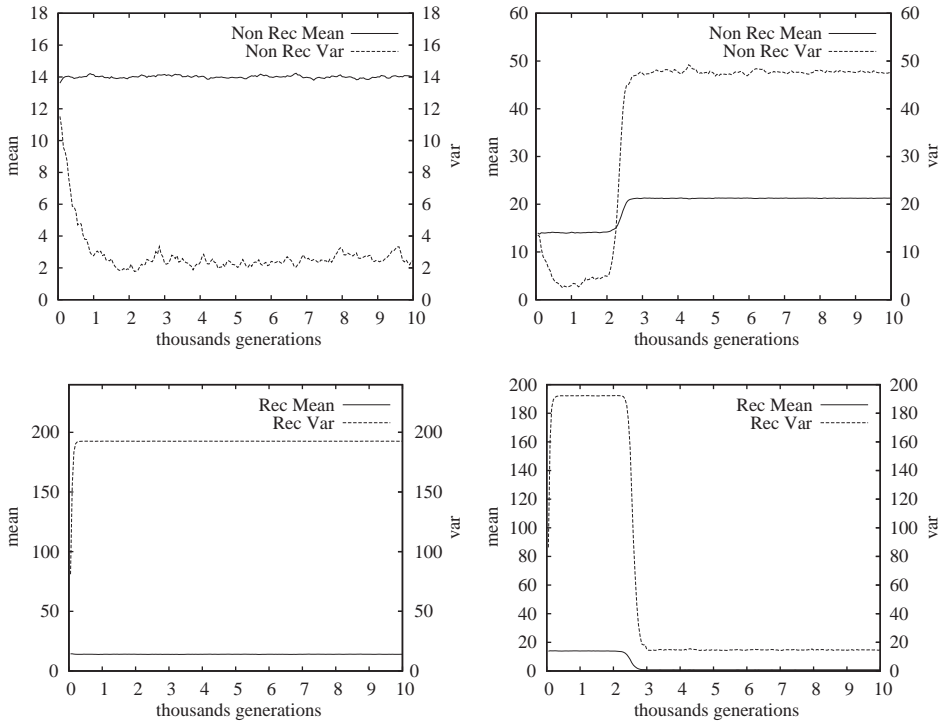 18
16
14
12
10
8
6
4
2
0
mean
Non Rec Mean
Non Rec Var
18
16
14
12
10
8
6
4
2
0
var
0 1 2 3 4 5 6 7 8 9 10
thousands generations
60
50
40
30
20
10
0
mean
Non Rec Mean
Non Rec Var
60
50
40
30
20
10
0
var
0 1 2 3 4 5 6 7 8 9 10
thousands generations
200
150
100
50
0
mean
Rec Mean
Rec Var
200
150
100
50
0
var
0 1 2 3 4 5 6 7 8 9 10
thousands generations
200
180
160
140
120
100
80
60
40
20
0
mean
Rec Mean
Rec Var
200
180
160
140
120
100
80
60
40
20
0
var
0 1 2 3 4 5 6 7 8 9 10
thousands generations